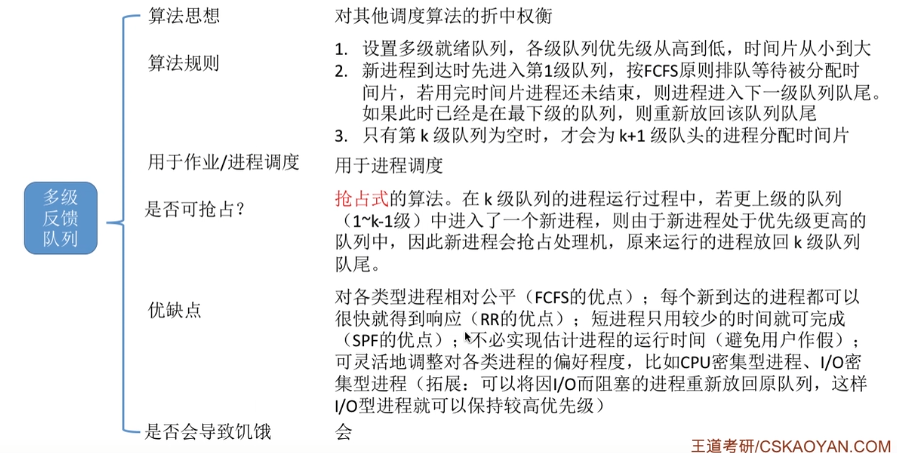 算法思想
对其他调度算法的折中权衡
算法规则
1. 设置多级就绪队列，各级队列优先级从高到低，时间片从小到大
2. 新进程到达时先进入第1级队列，按FCFS原则排队等待被分配时
间片，若用完时间片进程还未结束，则进程进入下一级队列队尾。
如果此时已经是在最下级的队列，则重新放回该队列队尾
3. 只有第 k 级队列为空时，才会为 k+1 级队头的进程分配时间片
用于作业/进程调度
用于进程调度
多级
反馈
队列
是否可抢占？
抢占式的算法。在 k 级队列的进程运行过程中，若更上级的队列
（1~k-1级）中进入了一个新进程，则由于新进程处于优先级更高的
队列中，因此新进程会抢占处理机，原来运行的进程放回 k 级队列
队尾。
优缺点
对各类型进程相对公平（FCFS的优点）；每个新到达的进程都可以
很快就得到响应（RR的优点）；短进程只用较少的时间就可完成
（SPF的优点）；不必实现估计进程的运行时间（避免用户作假）；
可灵活地调整对各类进程的偏好程度，比如CPU密集型进程、I/O密
集型进程（拓展：可以将因I/O而阻塞的进程重新放回原队列，这样
I/O型进程就可以保持较高优先级）
是否会导致饥饿
会
王道考研/CSKAOYAN.COM